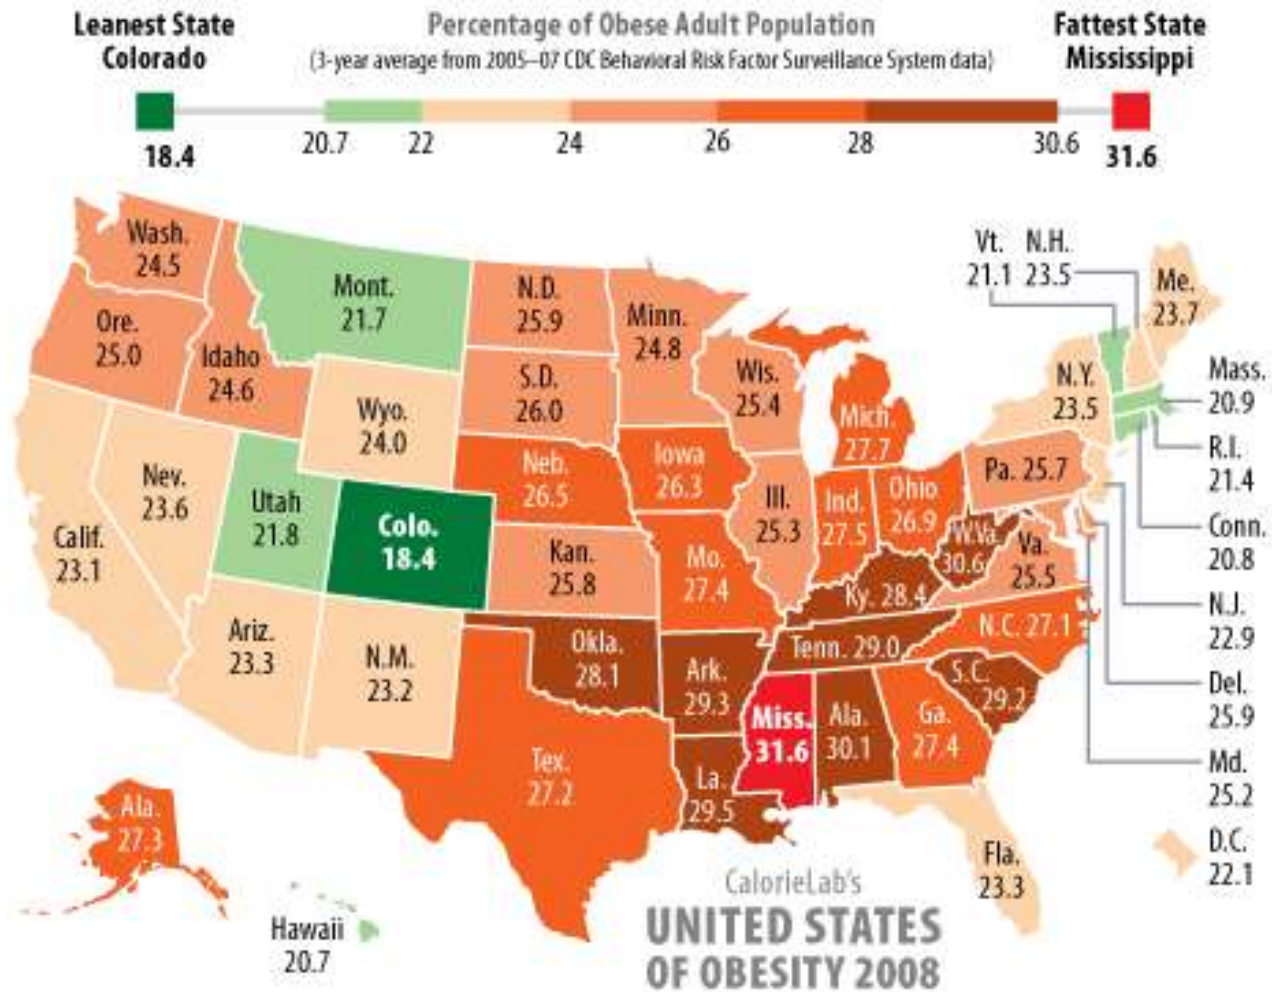 Leanest State
Colorado
Percentage of Obese Adult Population
(3-year average from 2005–07 CDC Behavioral Risk Factor Surveillance System data)
Fattest State
Mississippi
18.4
20.7
22
24
26
28
30.6
31.6
Wash.
24.5
Ore.
25.0
Idaho
24.6
Mont.
21.7
N.D.
25.9
Minn.
24.8
S.D.
26.0
Wis.
25.4
Wyo.
24.0
Mich.
27.7
Vt.
21.1
N.H.
23.5
Me.
23.7
N.Y.
23.5
Mass.
20.9
R.I.
21.4
Conn.
20.8
N.J.
22.9
Del.
25.9
Md.
25.2
D.C.
22.1
Pa. 25.7
Calif.
23.1
Nev.
23.6
Utah
21.8
Colo.
18.4
Neb.
26.5
Iowa
26.3
Ill.
25.3
Ind.
27.5
Ohio
26.9
W.Va.
30.6
Va.
25.5
Kan.
25.8
Mo.
27.4
Ky. 28.4
N.C. 27.1
Tenn. 29.0
Ariz.
23.3
N.M.
23.2
Okla.
28.1
Ark.
29.3
S.C.
29.2
Miss.
31.6
Ala.
30.1
Ga.
27.4
Tex.
27.2
La.
29.5
Fla.
23.3
Ala.
27.3
Hawaii
20.7
CalorieLab's
UNITED STATES
OF OBESITY 2008